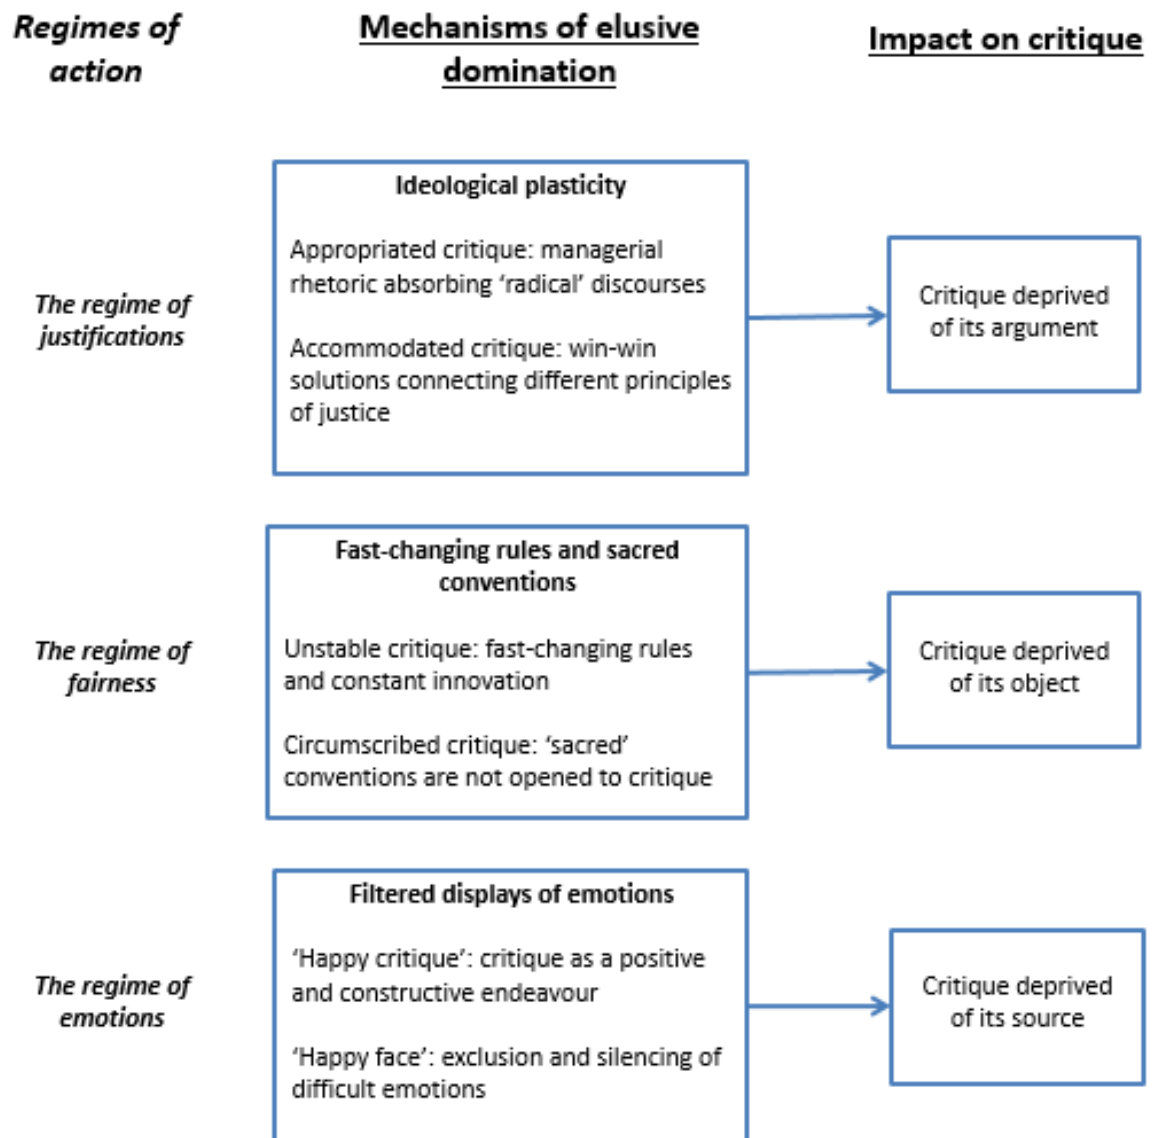 Regimes of
action
Mechanisms of elusive
domination
Impact on critique
The regime of
justifications
Ideological plasticity
Appropriated critique: managerial
rhetoric absorbing ‘radical’ discourses
Accommodated critique: win-win
solutions connecting different principles
of justice
Critique deprived
of its argument
The regime of
fairness
Fast-changing rules and sacred
conventions
Unstable critique: fast-changing rules
and constant innovation
Circumscribed critique: ‘sacred’
conventions are not opened to critique
Critique deprived
of its object
The regime of
emotions
Filtered displays of emotions
‘Happy critique’: critique as a positive
and constructive endeavour
‘Happy face’: exclusion and silencing of
difficult emotions
Critique deprived
of its source